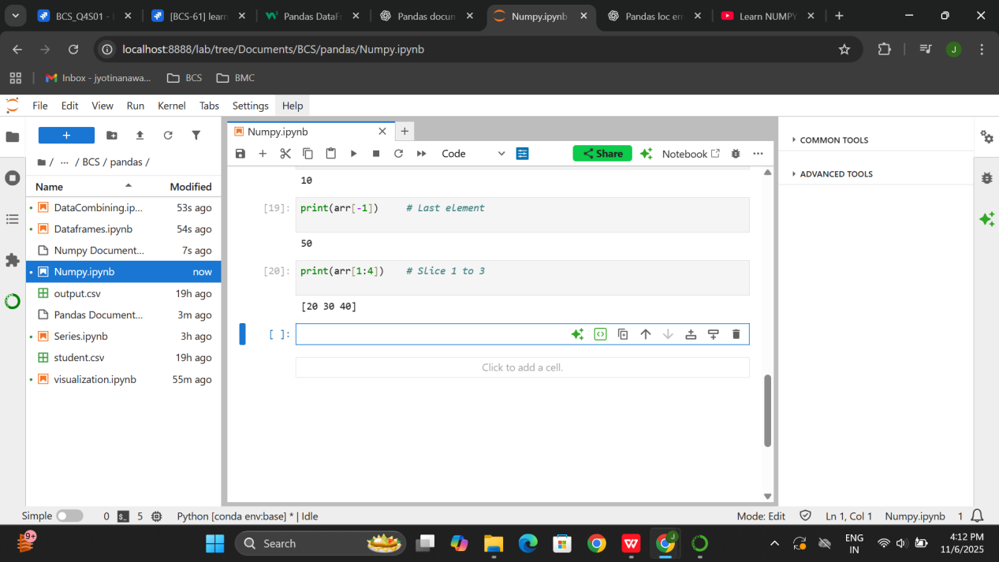 BCS_Q4S01 -
[BCS-61] learn
Pandas DataFr
Pandas docum
Numpy.ipynb
Pandas loc err
Learn NUMPY
localhost:8888/lab/tree/Documents/BCS/pandas/Numpy.ipynb
J
Inbox - jyotinanawa...
BCS
BMC
File Edit View Run Kernel Tabs Settings Help
Numpy.ipynb
+
Code
Share
Notebook
/ ... / BCS / pandas /
Name Modified
DataCombining.ip... 53s ago
Dataframes.ipynb 54s ago
Numpy Document... 7s ago
Numpy.ipynb now
output.csv 19h ago
Pandas Document... 3m ago
Series.ipynb 3h ago
student.csv 19h ago
visualization.ipynb 55m ago
10
[19]: print(arr[-1]) # Last element
50
[20]: print(arr[1:4]) # Slice 1 to 3
[20 30 40]
[ ]:
Click to add a cell.
COMMON TOOLS
ADVANCED TOOLS
Simple 0 5 Python [conda env:base] * | Idle Mode: Edit Ln 1, Col 1 Numpy.ipynb 1
9+
Search
J
ENG
IN
4:12 PM
11/6/2025